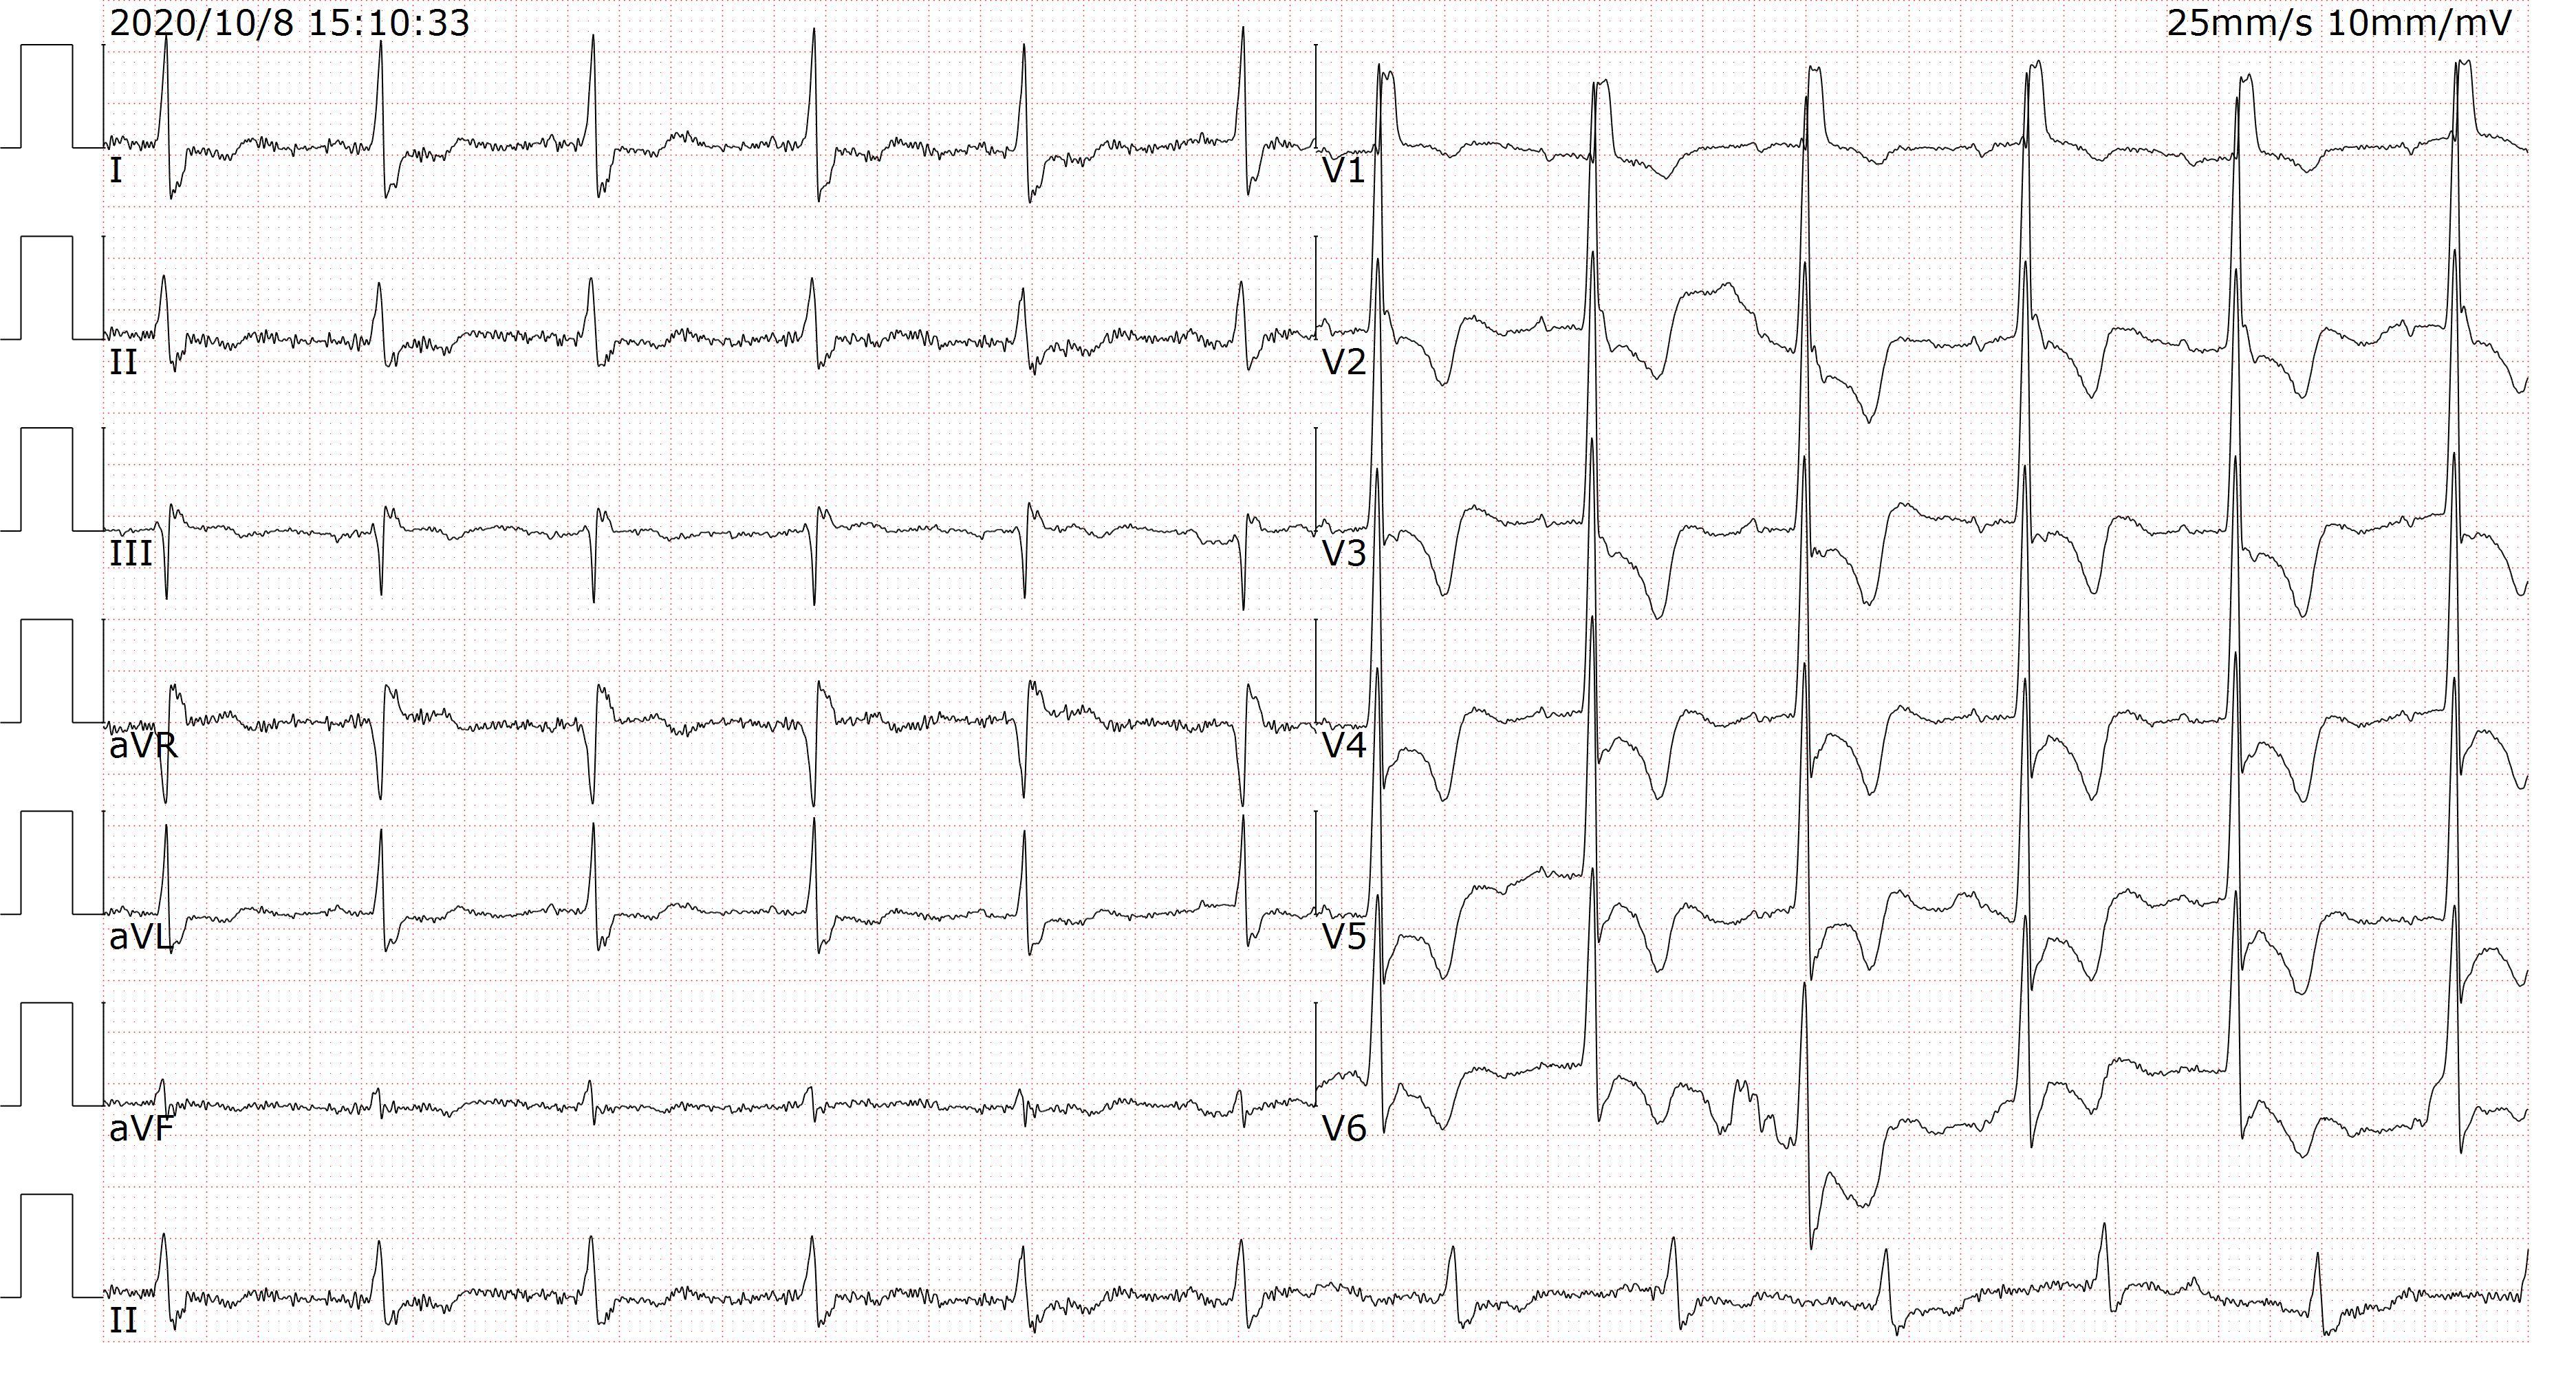 2020/10/8 15:10:33 25mm/s 10mm/mV
I V1
II V2
III V3
aVR V4
aVL V5
aVF V6
II